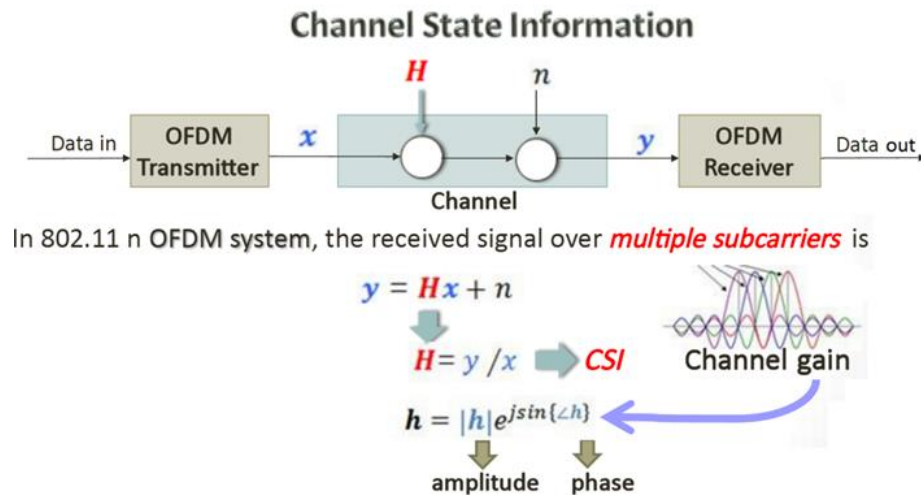 Channel State Information
H n
Data in OFDM Transmitter x y OFDM Receiver Data out
Channel
In 802.11 n OFDM system, the received signal over multiple subcarriers is
y = Hx + n
H = y /x CSI
Channel gain
h = |h|e^{jsin{∠h}}
amplitude phase